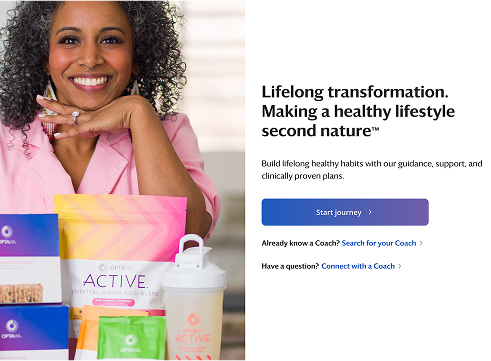 Lifelong transformation.
Making a healthy lifestyle
second nature™
Build lifelong healthy habits with our guidance, support, and
clinically proven plans.
Start journey >
Already know a Coach? Search for your Coach >
Have a question? Connect with a Coach >
OPTAVIA
OPTAVIA
ACTIVE
ESSENTIAL AMINO ACID BLEND
OPTAVIA
ACTIVE
OPTAVIA
OPTAVIA